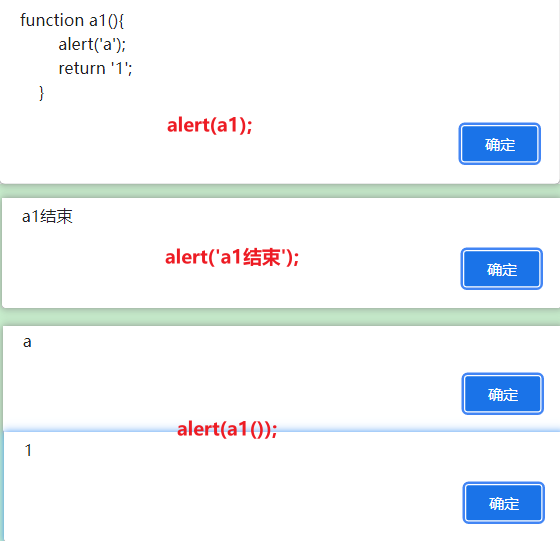 function a1(){
alert('a');
return '1';
}
alert(a1);
确定
a1结束
alert('a1结束');
确定
a
确定
alert(a1());
1
确定